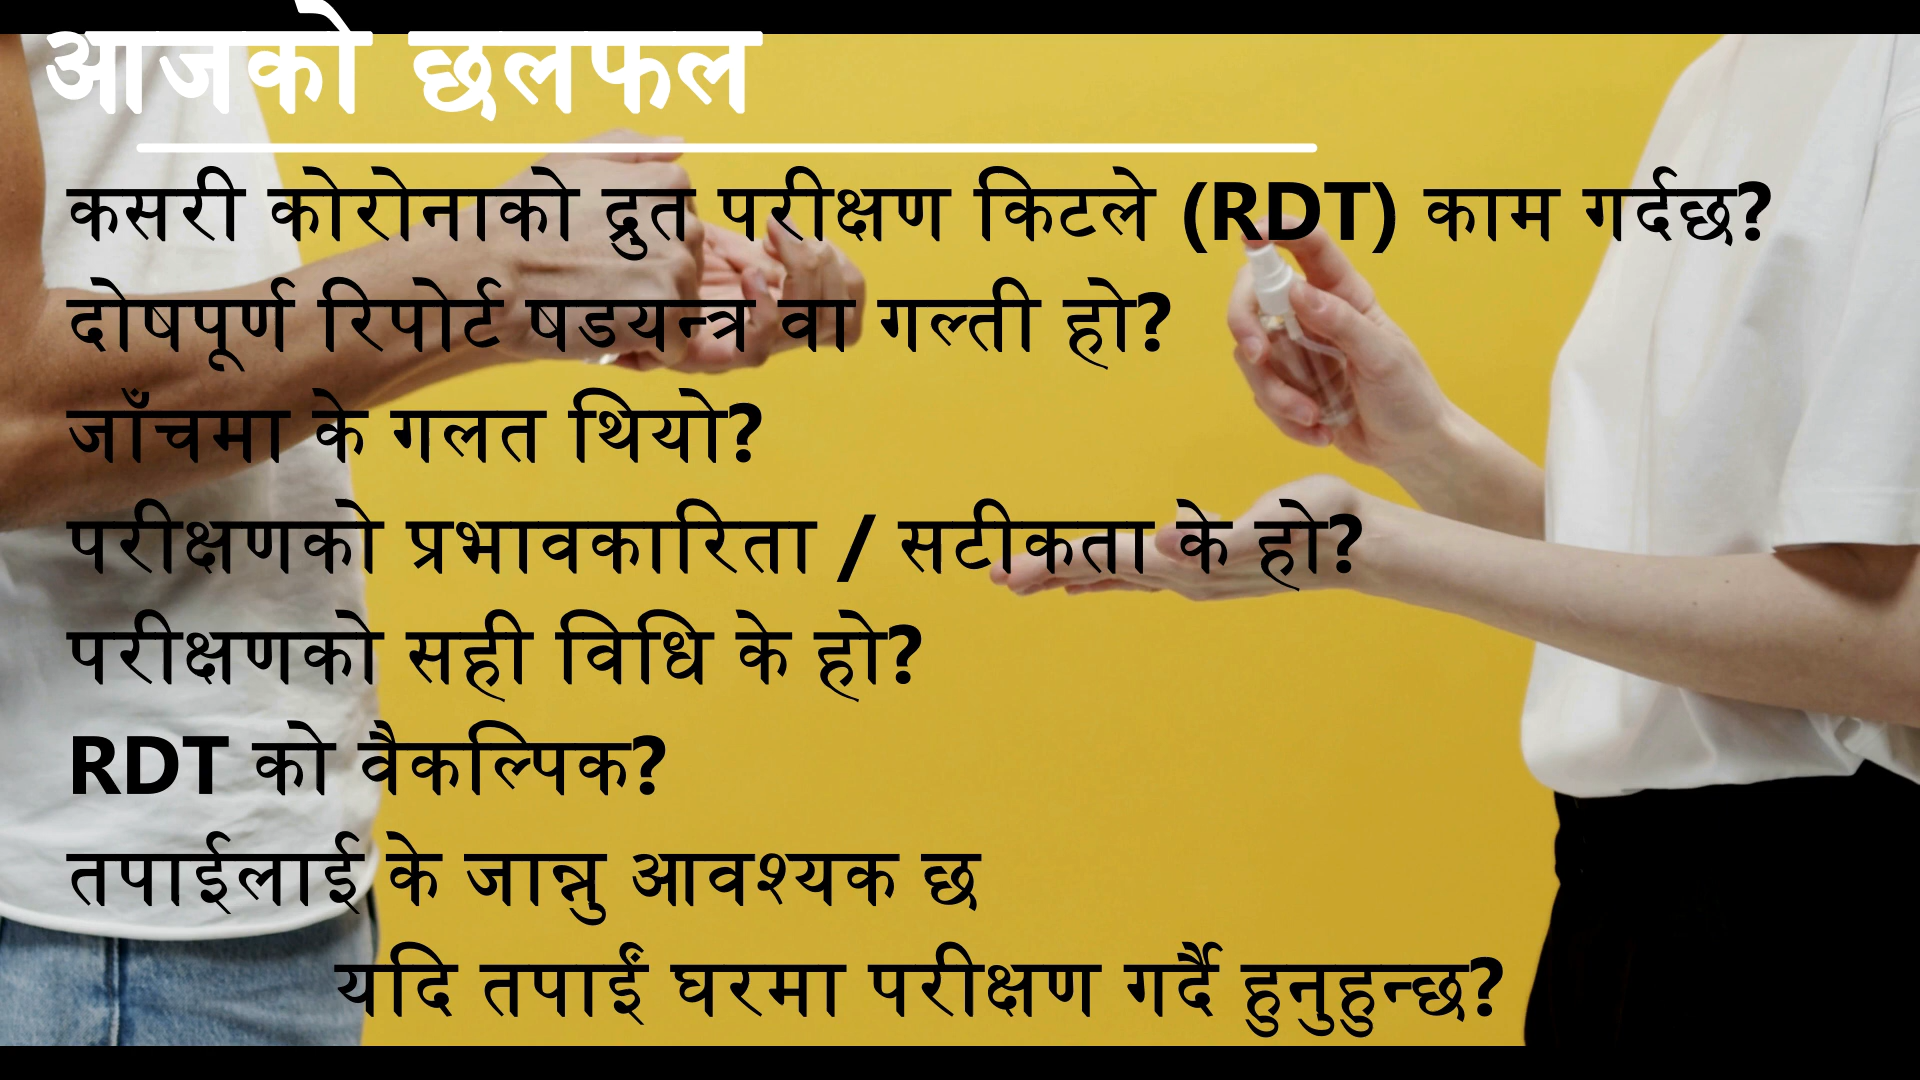 आजको छलफल
कसरी कोरोनाको द्रुत परीक्षण किटले (RDT) काम गर्दछ?
दोषपूर्ण रिपोर्ट षडयन्त्र वा गल्ती हो?
जाँचमा के गलत थियो?
परीक्षणको प्रभावकारिता / सटीकता के हो?
परीक्षणको सही विधि के हो?
RDT को वैकल्पिक?
तपाईलाई के जान्नु आवश्यक छ
यदि तपाईं घरमा परीक्षण गर्दै हुनुहुन्छ?